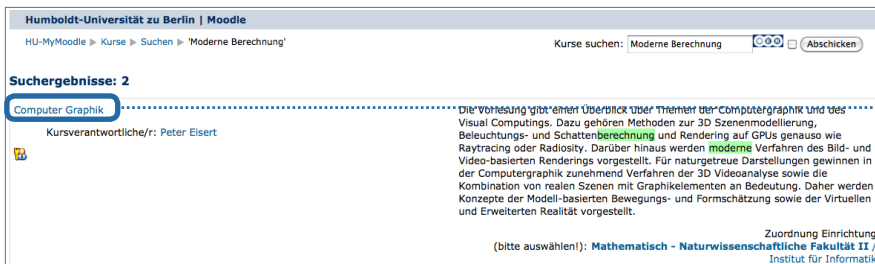 Humboldt-Universität zu Berlin | Moodle
HU-MyMoodle ▶ Kurse ▶ Suchen ▶ 'Moderne Berechnung'
Kurse suchen: Moderne Berechnung Abschicken
Suchergebnisse: 2
Computer Graphik
Kursverantwortliche/r: Peter Eisert
Die Vorlesung gibt einen Überblick über Themen der Computergraphik und des
Visual Computings. Dazu gehören Methoden zur 3D Szenenmodellierung,
Beleuchtungs- und Schattenberechnung und Rendering auf GPUs genauso wie
Raytracing oder Radiosity. Darüber hinaus werden moderne Verfahren des Bild- und
Video-basierten Renderings vorgestellt. Für naturgetreue Darstellungen gewinnen in
der Computergraphik zunehmend Verfahren der 3D Videoanalyse sowie die
Kombination von realen Szenen mit Graphikelementen an Bedeutung. Daher werden
Konzepte der Modell-basierten Bewegungs- und Formschätzung sowie der Virtuellen
und Erweiterten Realität vorgestellt.
Zuordnung Einrichtung
(bitte auswählen!): Mathematisch - Naturwissenschaftliche Fakultät II /
Institut für Informatik